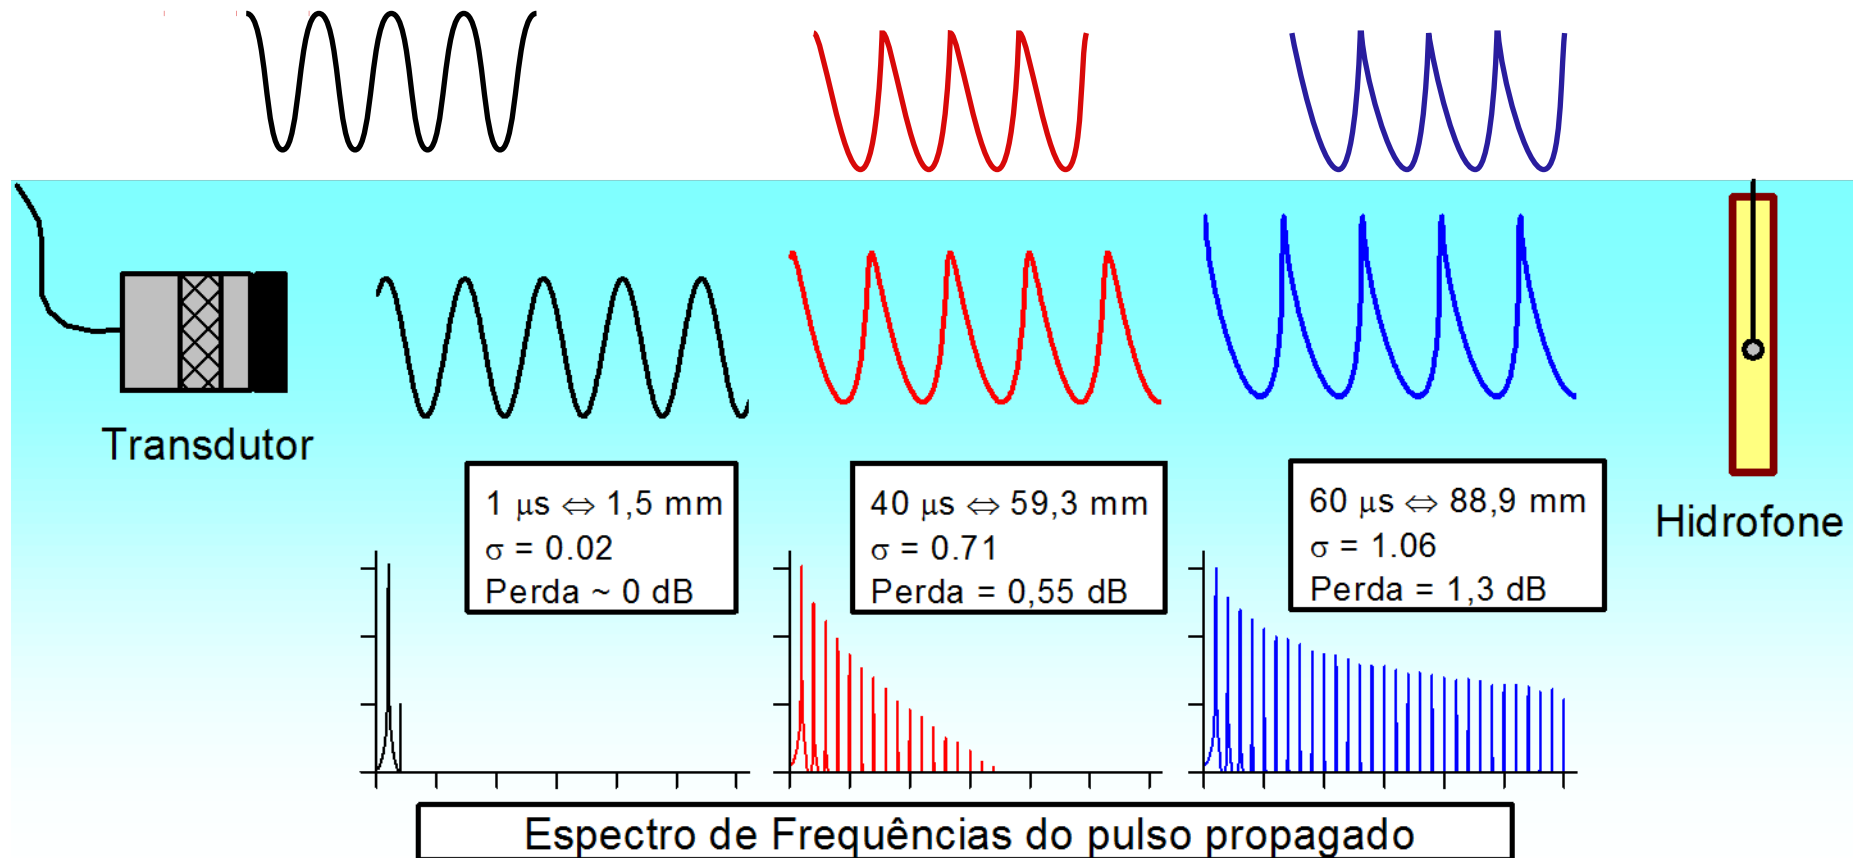 Transdutor
1 μs ⇔ 1,5 mm
σ = 0.02
Perda ~ 0 dB
40 μs ⇔ 59,3 mm
σ = 0.71
Perda = 0,55 dB
60 μs ⇔ 88,9 mm
σ = 1.06
Perda = 1,3 dB
Hidrofone
Espectro de Frequências do pulso propagado